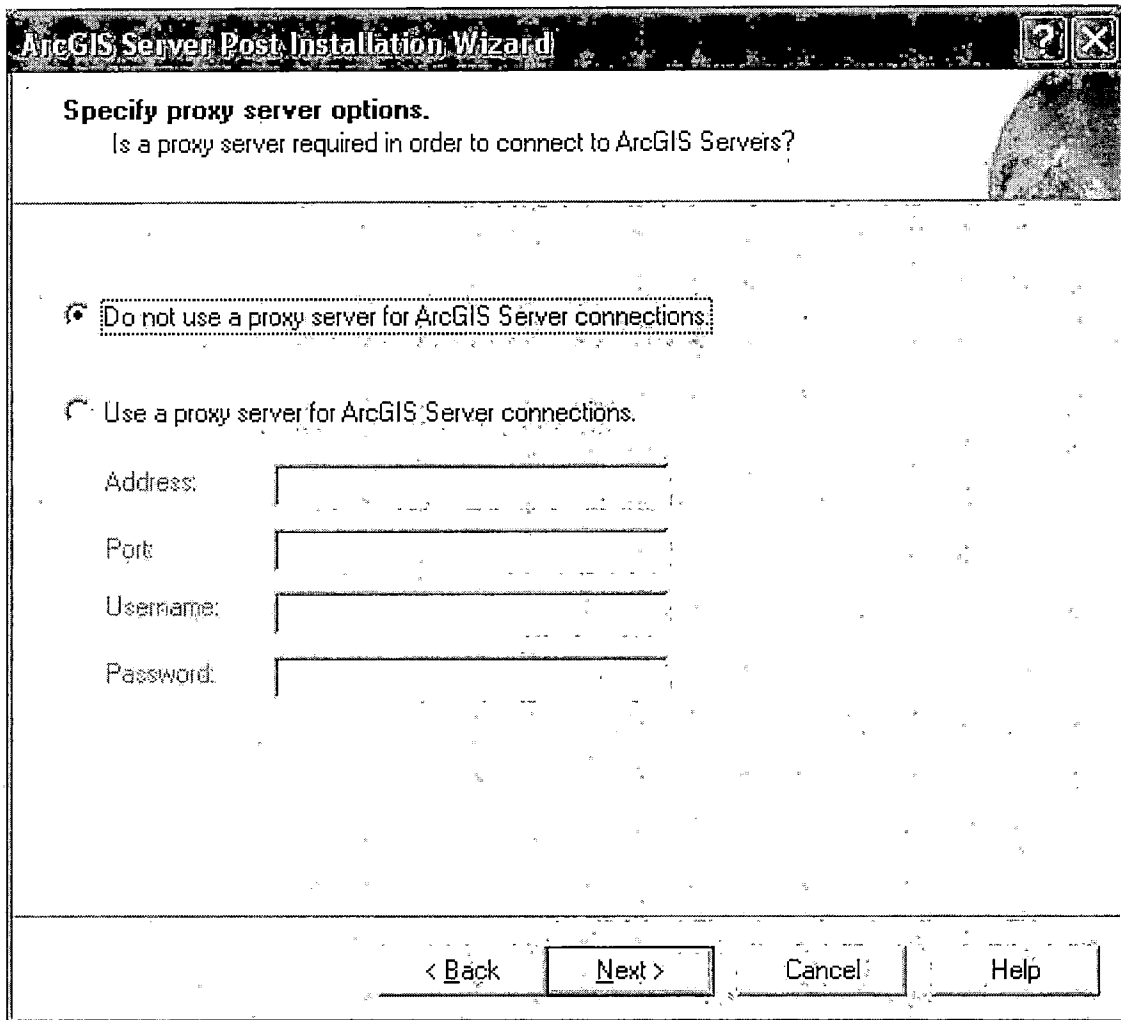 ArcGIS Server Post Installation Wizard
Specify proxy server options.
Is a proxy server required in order to connect to ArcGIS Servers?
Do not use a proxy server for ArcGIS Server connections.
Use a proxy server for ArcGIS Server connections.
Address:
Port:
Username:
Password:
< Back Next > Cancel Help